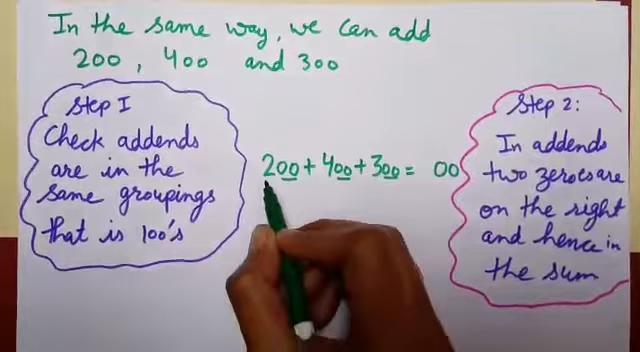 In the same way, we can add
200, 400 and 300
Step I
Check addends
are in the
same groupings
that is 100's
200 + 400 + 300 = 00
Step 2:
In addends
two zeroes are
on the right
and hence in
the sum